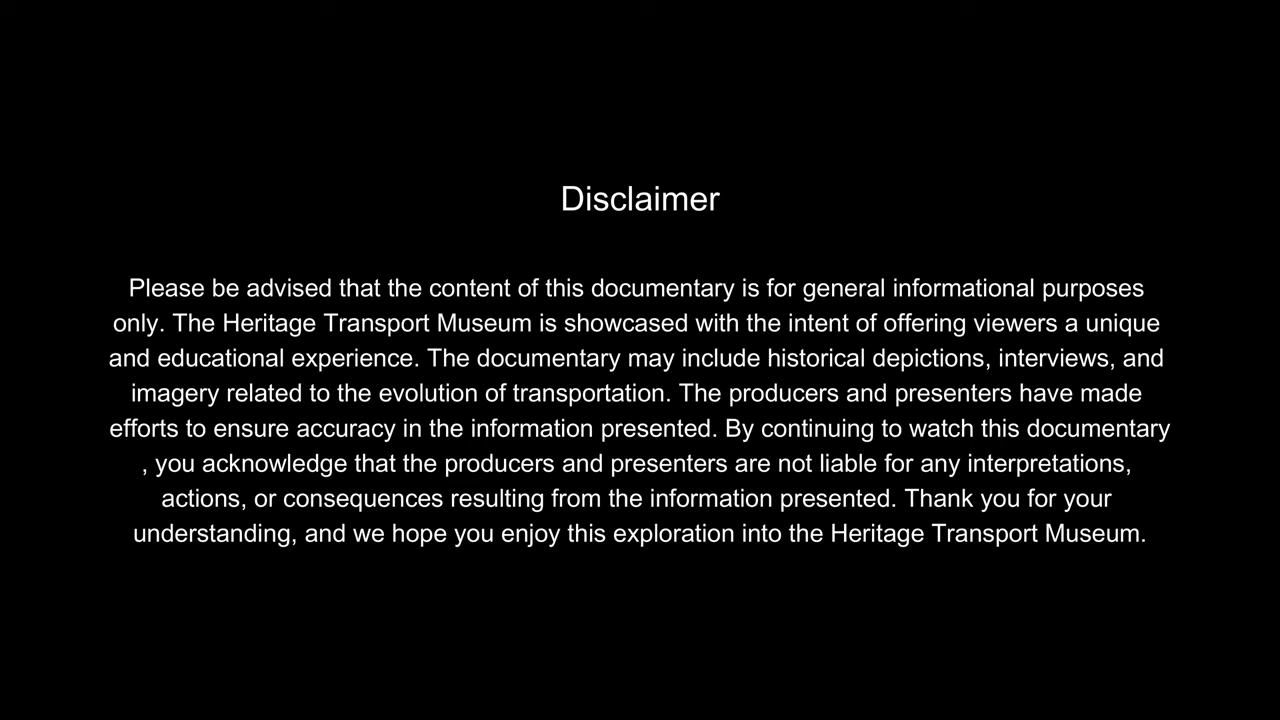 Disclaimer
Please be advised that the content of this documentary is for general informational purposes
only. The Heritage Transport Museum is showcased with the intent of offering viewers a unique
and educational experience. The documentary may include historical depictions, interviews, and
imagery related to the evolution of transportation. The producers and presenters have made
efforts to ensure accuracy in the information presented. By continuing to watch this documentary
, you acknowledge that the producers and presenters are not liable for any interpretations,
actions, or consequences resulting from the information presented. Thank you for your
understanding, and we hope you enjoy this exploration into the Heritage Transport Museum.